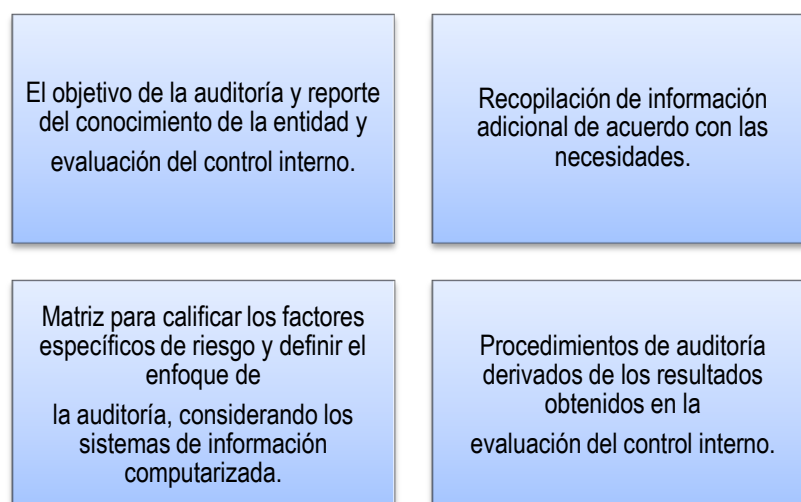 El objetivo de la auditoría y reporte
del conocimiento de la entidad y
evaluación del control interno.
Recopilación de información
adicional de acuerdo con las
necesidades.
Matriz para calificar los factores
específicos de riesgo y definir el
enfoque de
la auditoría, considerando los
sistemas de información
computarizada.
Procedimientos de auditoría
derivados de los resultados
obtenidos en la
evaluación del control interno.